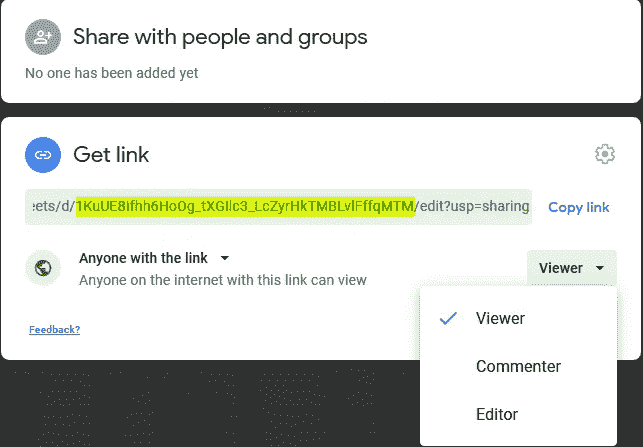 Share with people and groups
No one has been added yet
Get link
eets/d/1KuUE8Ifhh6HoOg_tXGIlc3_LcZyrHkTMBLvlFffqMTM/edit?usp=sharing
Copy link
Anyone with the link
Viewer
Anyone on the internet with this link can view
Viewer
Feedback?
Commenter
Editor